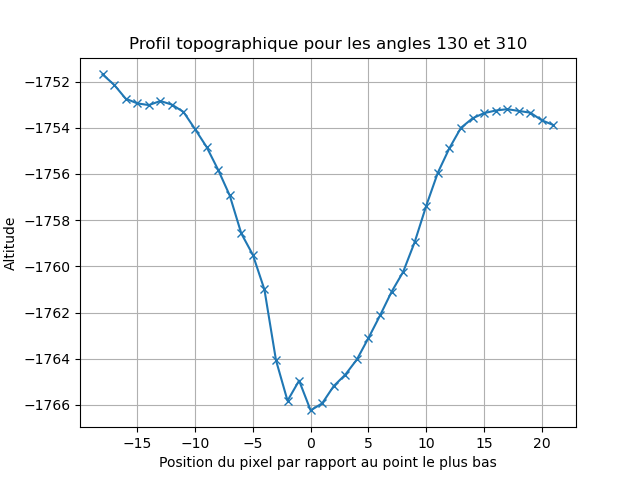 Profil topographique pour les angles 130 et 310
−1752
−1754
−1756
−1758
−1760
−1762
−1764
−1766
Altitude
−15 −10 −5 0 5 10 15 20
Position du pixel par rapport au point le plus bas